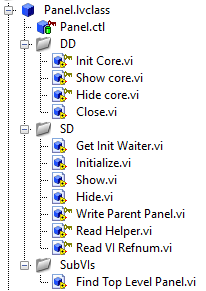 Panel.lvclass
Panel.ctl
DD
Init Core.vi
Show core.vi
Hide core.vi
Close.vi
SD
Get Init Waiter.vi
Initialize.vi
Show.vi
Hide.vi
Write Parent Panel.vi
Read Helper.vi
Read VI Refnum.vi
SubVIs
Find Top Level Panel.vi